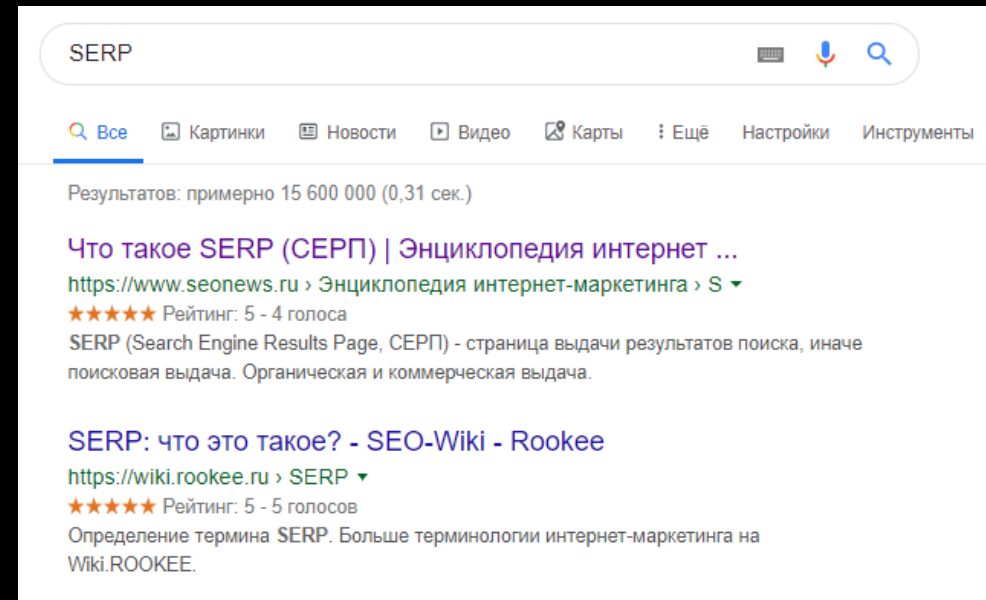 SERP
Все Картинки Новости Видео Карты Ещё Настройки Инструменты
Результатов: примерно 15 600 000 (0,31 сек.)
Что такое SERP (СЕРП) | Энциклопедия интернет ...
https://www.seonews.ru › Энциклопедия интернет-маркетинга › S
Рейтинг: 5 - 4 голоса
SERP (Search Engine Results Page, СЕРП) - страница выдачи результатов поиска, иначе
поисковая выдача. Органическая и коммерческая выдача.
SERP: что это такое? - SEO-Wiki - Rookee
https://wiki.rookee.ru › SERP
Рейтинг: 5 - 5 голосов
Определение термина SERP. Больше терминологии интернет-маркетинга на
Wiki.ROOKEE.